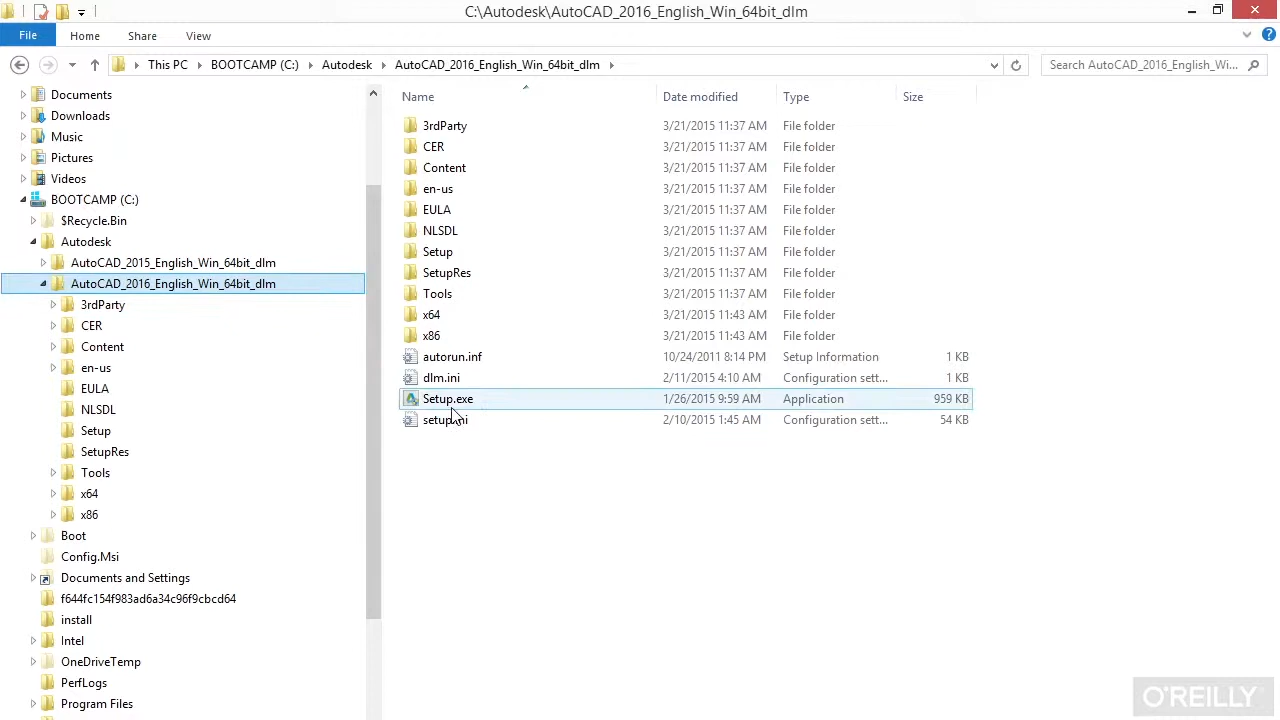 C:\Autodesk\AutoCAD_2016_English_Win_64bit_dlm
File Home Share View
This PC BOOTCAMP (C:) Autodesk AutoCAD_2016_English_Win_64bit_dlm Search AutoCAD_2016_English_Wi...
Documents
Downloads
Music
Pictures
Videos
BOOTCAMP (C:)
$Recycle.Bin
Autodesk
AutoCAD_2015_English_Win_64bit_dlm
AutoCAD_2016_English_Win_64bit_dlm
3rdParty
CER
Content
en-us
EULA
NLSDL
Setup
SetupRes
Tools
x64
x86
Boot
Config.Msi
Documents and Settings
f644fc154f983ad6a34c96f9cbcd64
install
Intel
OneDriveTemp
PerfLogs
Program Files
Name Date modified Type Size
3rdParty 3/21/2015 11:37 AM File folder
CER 3/21/2015 11:37 AM File folder
Content 3/21/2015 11:37 AM File folder
en-us 3/21/2015 11:37 AM File folder
EULA 3/21/2015 11:37 AM File folder
NLSDL 3/21/2015 11:37 AM File folder
Setup 3/21/2015 11:37 AM File folder
SetupRes 3/21/2015 11:37 AM File folder
Tools 3/21/2015 11:37 AM File folder
x64 3/21/2015 11:43 AM File folder
x86 3/21/2015 11:43 AM File folder
autorun.inf 10/24/2011 8:14 PM Setup Information 1 KB
dlm.ini 2/11/2015 4:10 AM Configuration sett... 1 KB
Setup.exe 1/26/2015 9:59 AM Application 959 KB
setup.ini 2/10/2015 1:45 AM Configuration sett... 54 KB
O'REILLY